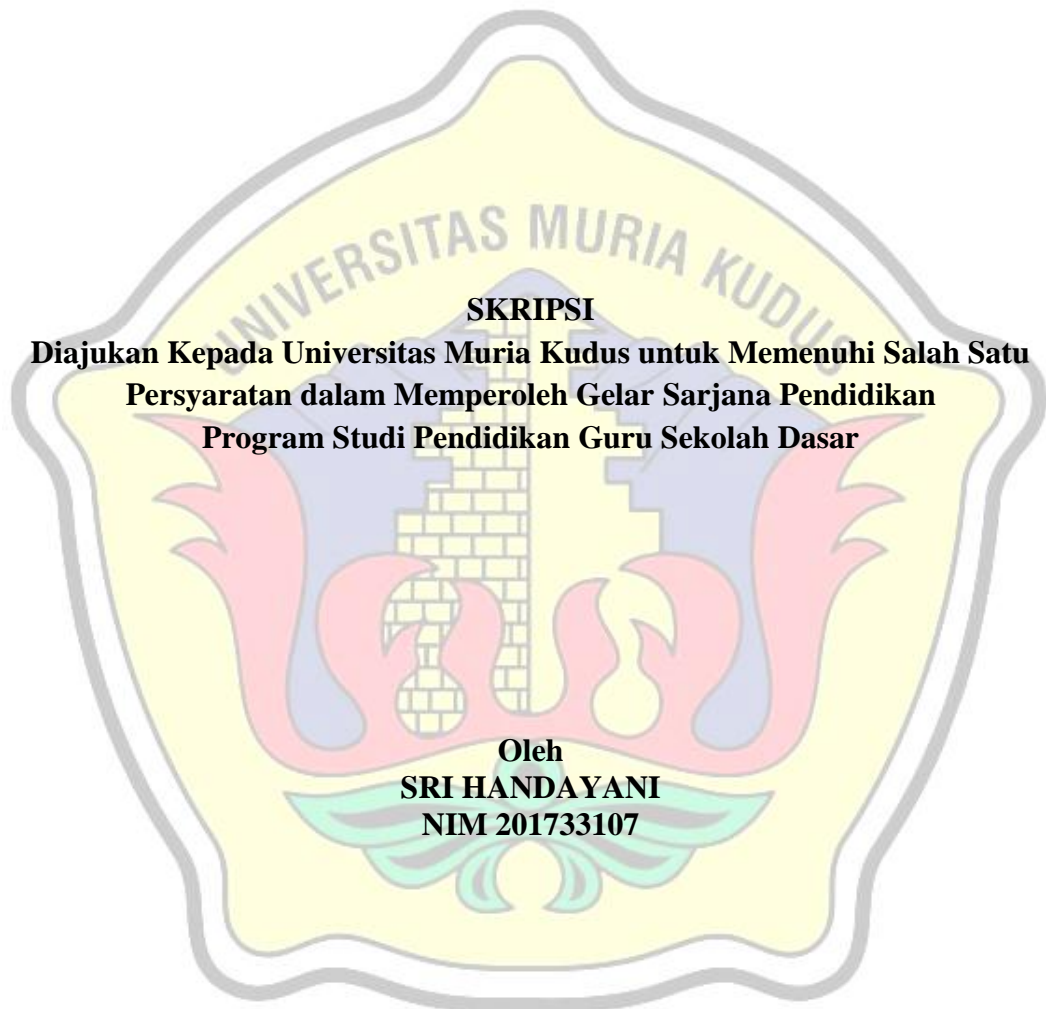 UNIVERSITAS MURIA KUDUS
SKRIPSI
Diajukan Kepada Universitas Muria Kudus untuk Memenuhi Salah Satu
Persyaratan dalam Memperoleh Gelar Sarjana Pendidikan
Program Studi Pendidikan Guru Sekolah Dasar
Oleh
SRI HANDAYANI
NIM 201733107